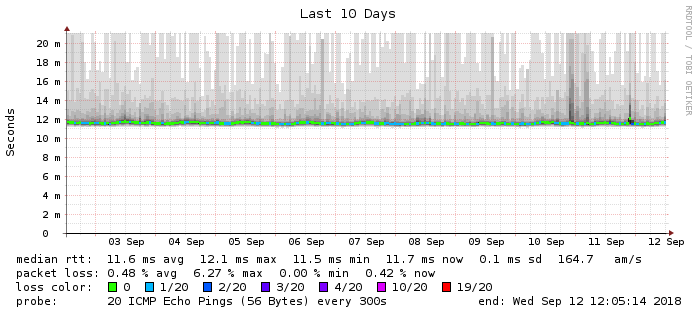 Last 10 Days
RRDTOOL / TOBI OETIKER
Seconds
20 m
18 m
16 m
14 m
12 m
10 m
8 m
6 m
4 m
2 m
0
03 Sep 04 Sep 05 Sep 06 Sep 07 Sep 08 Sep 09 Sep 10 Sep 11 Sep 12 Sep
median rtt: 11.6 ms avg 12.1 ms max 11.5 ms min 11.7 ms now 0.1 ms sd 164.7 am/s
packet loss: 0.48 % avg 6.27 % max 0.00 % min 0.42 % now
loss color: 0 1/20 2/20 3/20 4/20 10/20 19/20
probe: 20 ICMP Echo Pings (56 Bytes) every 300s end: Wed Sep 12 12:05:14 2018